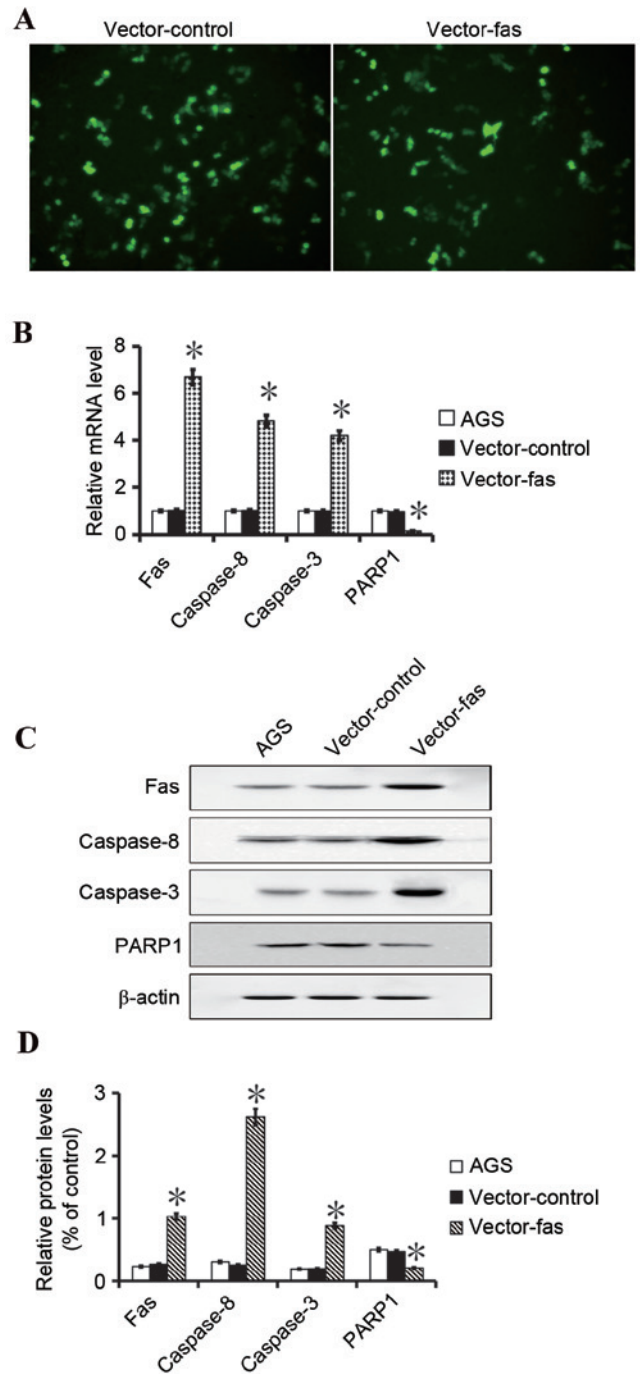 A
Vector-control Vector-fas
B
Relative mRNA level
8
6
4
2
0
* * * *
Fas Caspase-8 Caspase-3 PARP1
AGS
Vector-control
Vector-fas
C
AGS Vector-control Vector-fas
Fas
Caspase-8
Caspase-3
PARP1
β-actin
D
Relative protein levels
(% of control)
3
2
1
0
* * * *
Fas Caspase-8 Caspase-3 PARP1
AGS
Vector-control
Vector-fas